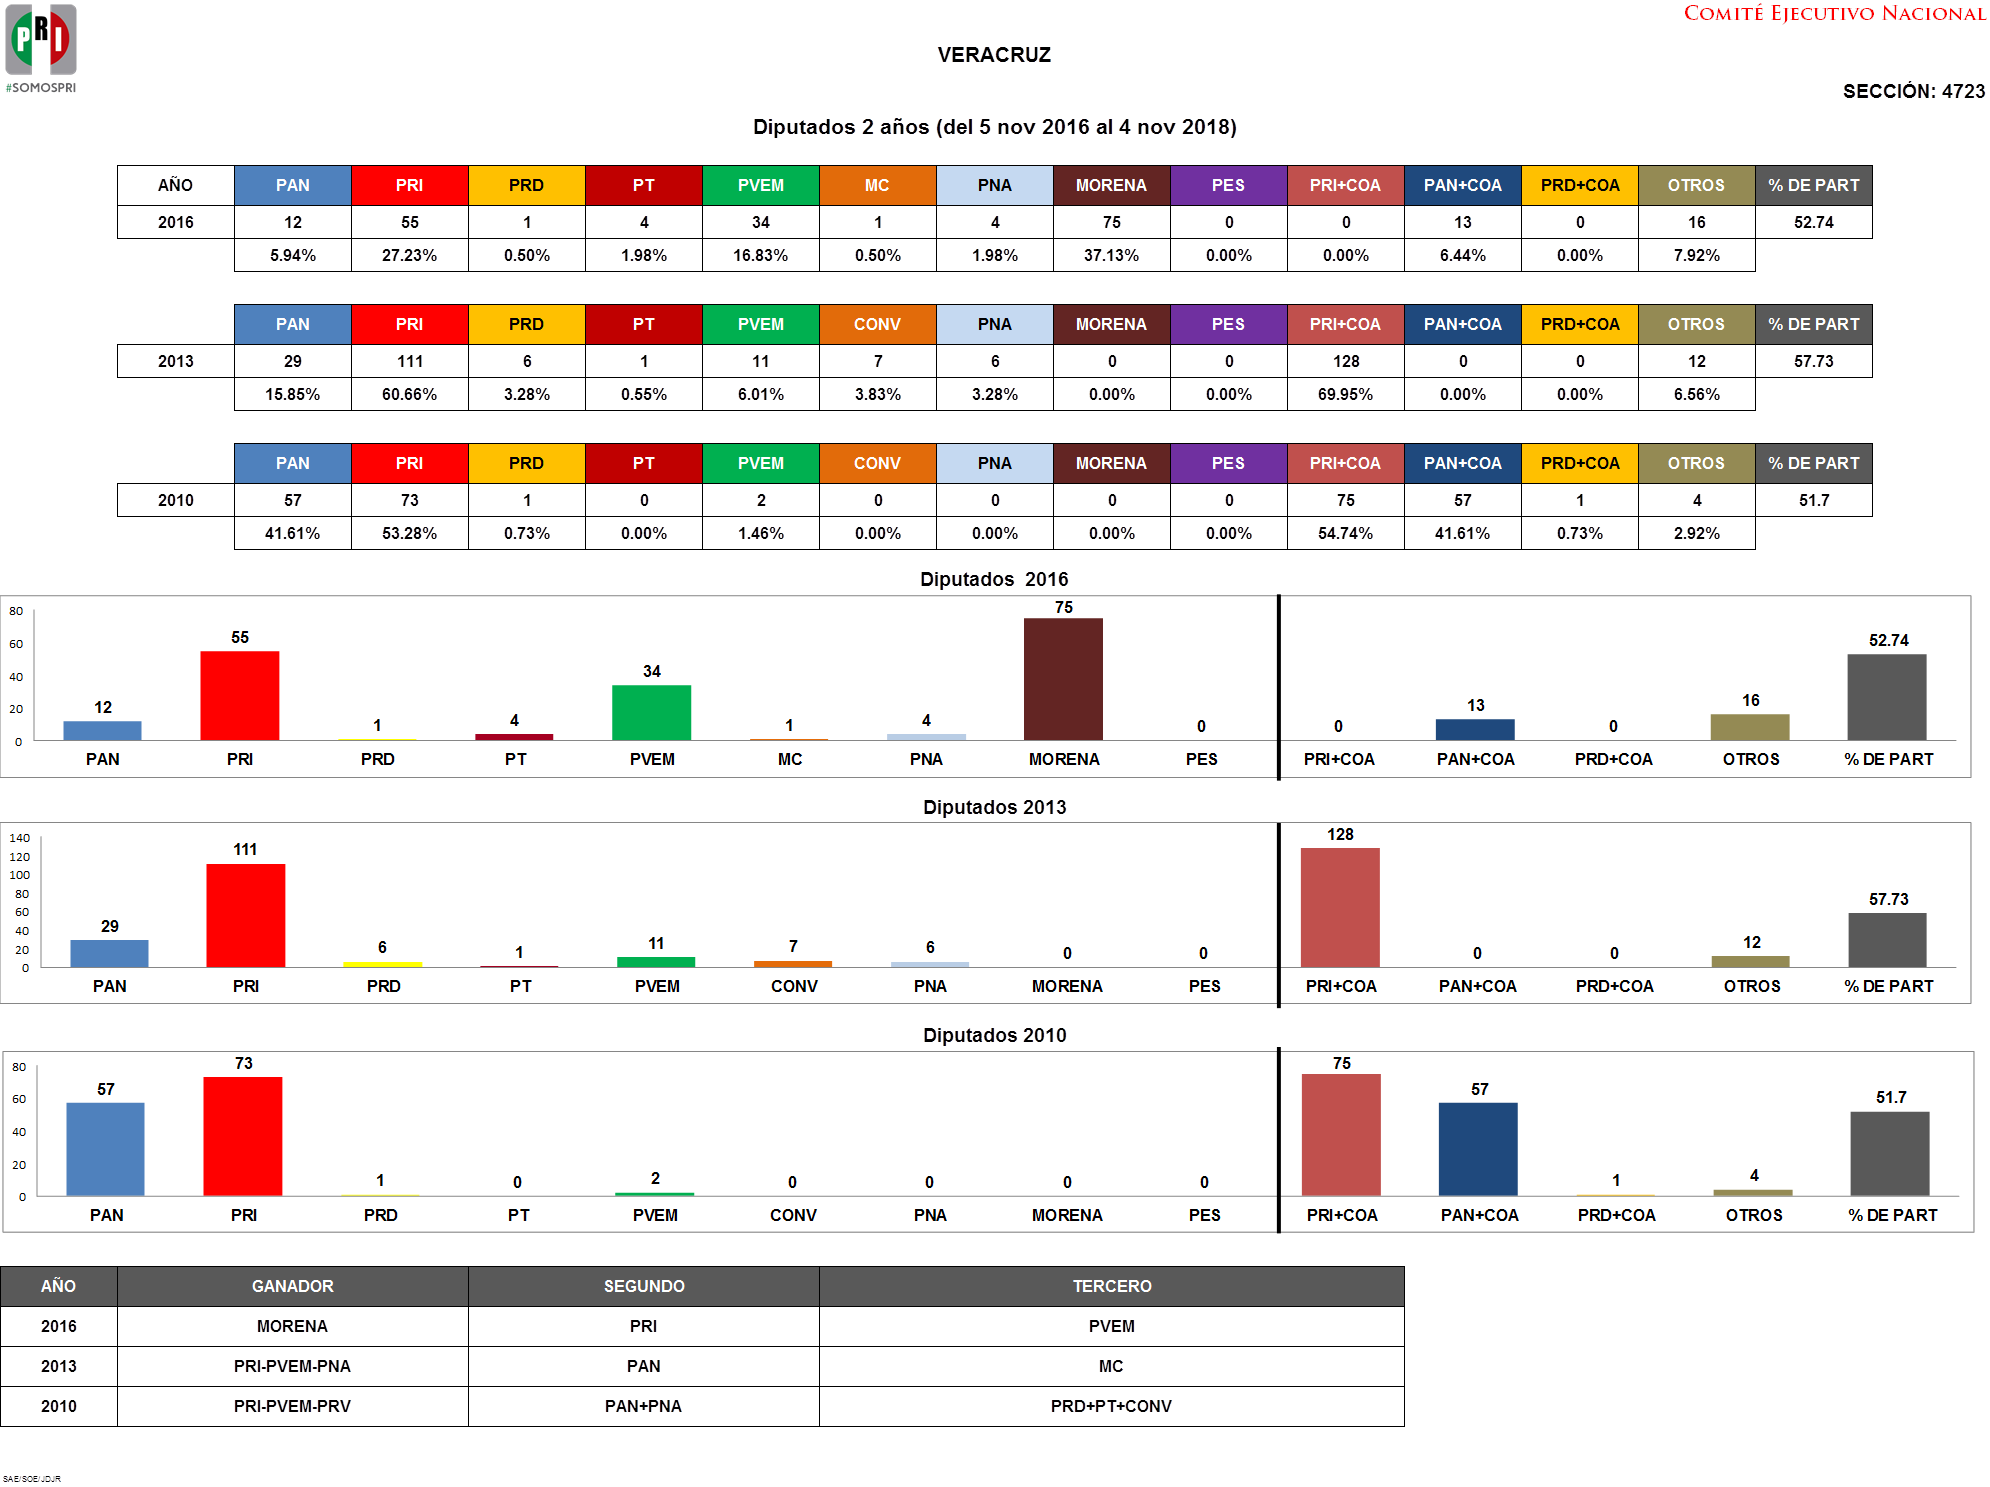 PRI
#SOMOSPRI
COMITÉ EJECUTIVO NACIONAL
VERACRUZ
SECCIÓN: 4723
Diputados 2 años (del 5 nov 2016 al 4 nov 2018)
AÑO PAN PRI PRD PT PVEM MC PNA MORENA PES PRI+COA PAN+COA PRD+COA OTROS % DE PART
2016 12 55 1 4 34 1 4 75 0 0 13 0 16 52.74
5.94% 27.23% 0.50% 1.98% 16.83% 0.50% 1.98% 37.13% 0.00% 0.00% 6.44% 0.00% 7.92%
PAN PRI PRD PT PVEM CONV PNA MORENA PES PRI+COA PAN+COA PRD+COA OTROS % DE PART
2013 29 111 6 1 11 7 6 0 0 128 0 0 12 57.73
15.85% 60.66% 3.28% 0.55% 6.01% 3.83% 3.28% 0.00% 0.00% 69.95% 0.00% 0.00% 6.56%
PAN PRI PRD PT PVEM CONV PNA MORENA PES PRI+COA PAN+COA PRD+COA OTROS % DE PART
2010 57 73 1 0 2 0 0 0 0 75 57 1 4 51.7
41.61% 53.28% 0.73% 0.00% 1.46% 0.00% 0.00% 0.00% 0.00% 54.74% 41.61% 0.73% 2.92%
Diputados 2016
80
60
40
20
0
12 55 1 4 34 1 4 75 0 0 13 0 16 52.74
PAN PRI PRD PT PVEM MC PNA MORENA PES PRI+COA PAN+COA PRD+COA OTROS % DE PART
Diputados 2013
140
120
100
80
60
40
20
0
29 111 6 1 11 7 6 0 0 128 0 0 12 57.73
PAN PRI PRD PT PVEM CONV PNA MORENA PES PRI+COA PAN+COA PRD+COA OTROS % DE PART
Diputados 2010
80
60
40
20
0
57 73 1 0 2 0 0 0 0 75 57 1 4 51.7
PAN PRI PRD PT PVEM CONV PNA MORENA PES PRI+COA PAN+COA PRD+COA OTROS % DE PART
AÑO GANADOR SEGUNDO TERCERO
2016 MORENA PRI PVEM
2013 PRI-PVEM-PNA PAN MC
2010 PRI-PVEM-PRV PAN+PNA PRD+PT+CONV
SAE/SOE/JDJR